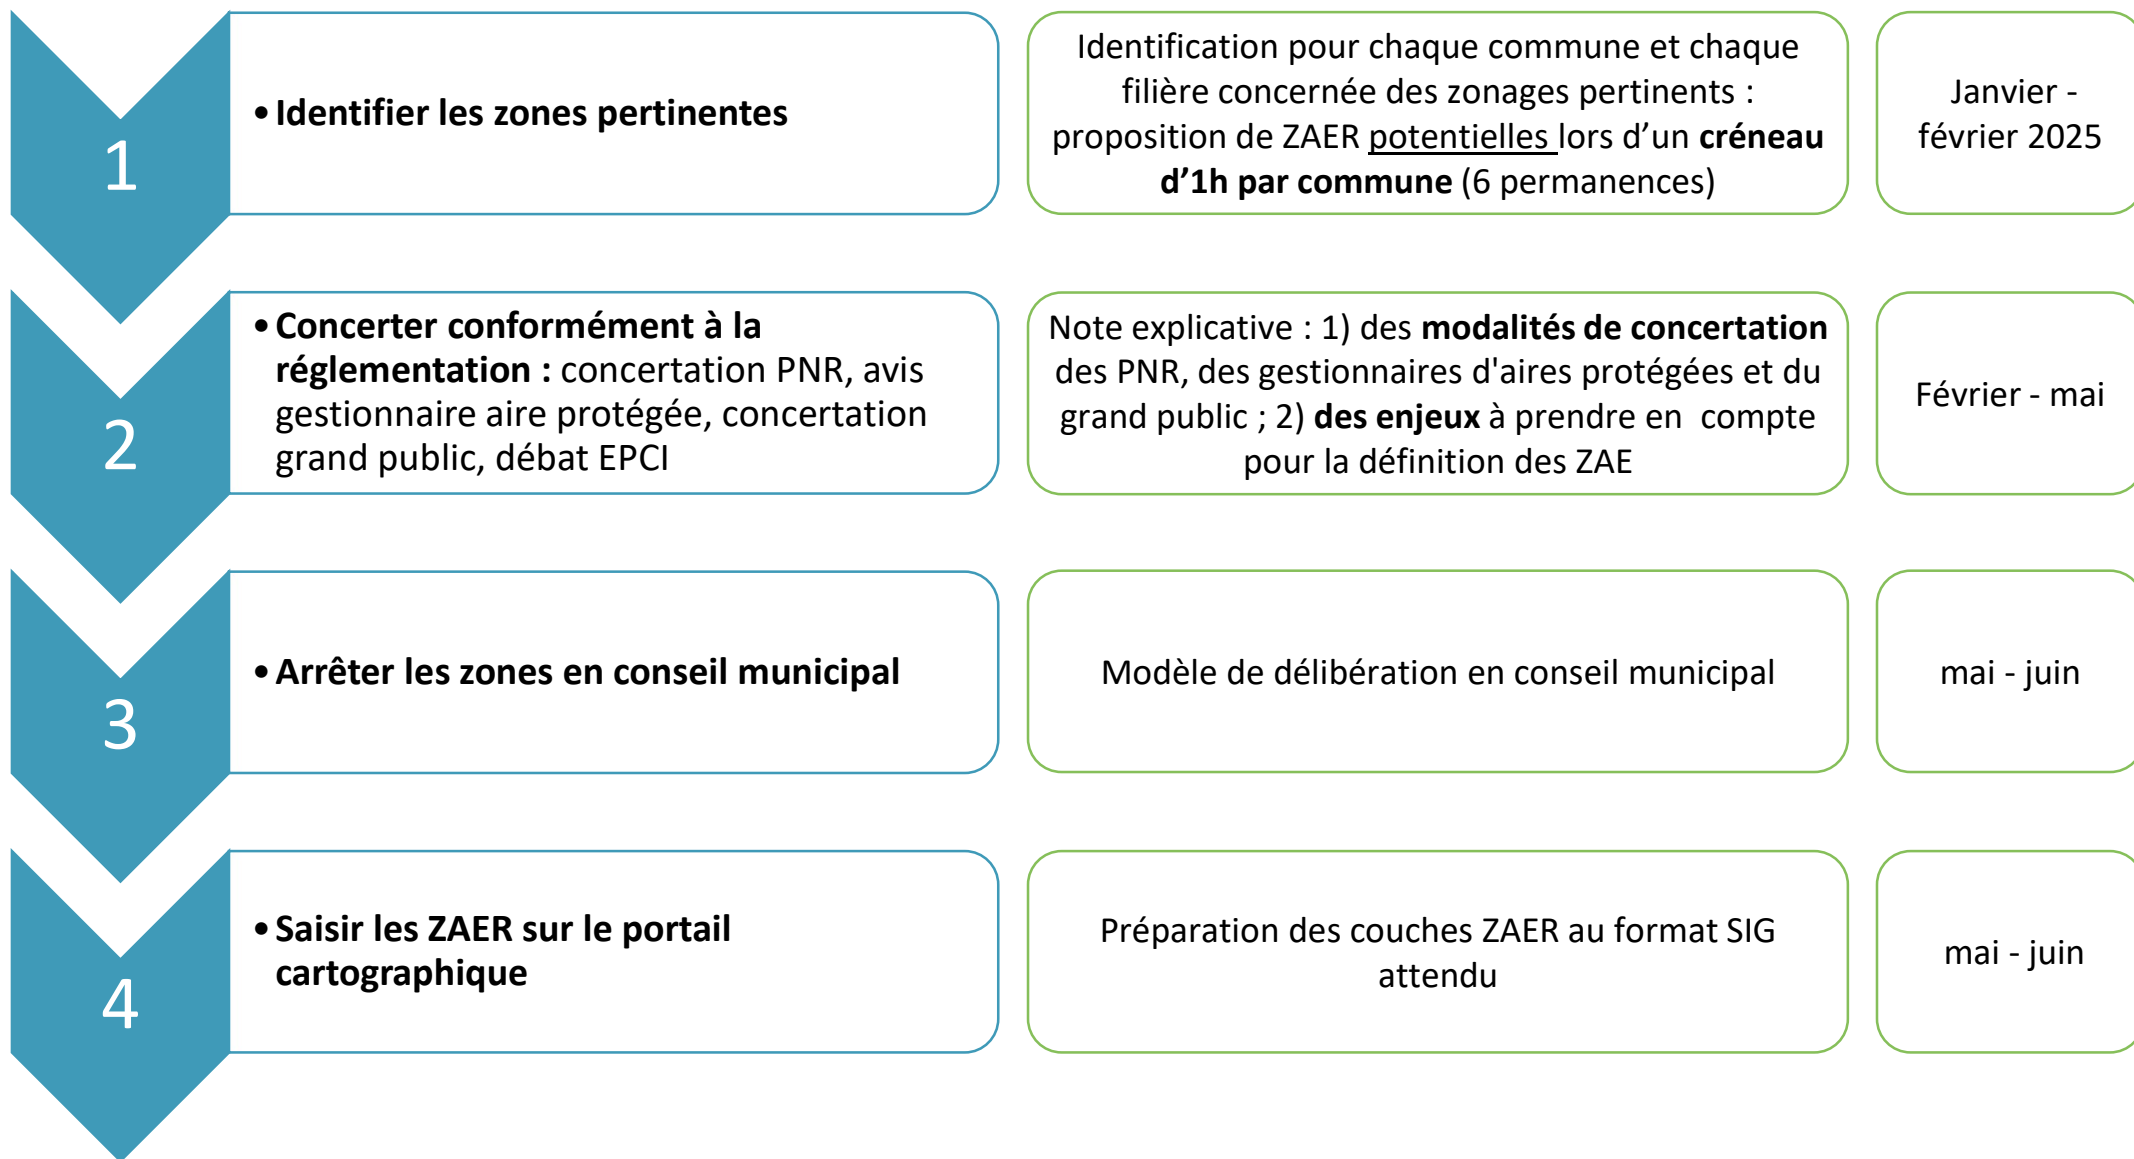 1
• Identifier les zones pertinentes
Identification pour chaque commune et chaque
filière concernée des zonages pertinents :
proposition de ZAER potentielles lors d’un créneau
d’1h par commune (6 permanences)
Janvier -
février 2025
2
• Concerter conformément à la
réglementation : concertation PNR, avis
gestionnaire aire protégée, concertation
grand public, débat EPCI
Note explicative : 1) des modalités de concertation
des PNR, des gestionnaires d'aires protégées et du
grand public ; 2) des enjeux à prendre en compte
pour la définition des ZAE
Février - mai
3
• Arrêter les zones en conseil municipal
Modèle de délibération en conseil municipal
mai - juin
4
• Saisir les ZAER sur le portail
cartographique
Préparation des couches ZAER au format SIG
attendu
mai - juin